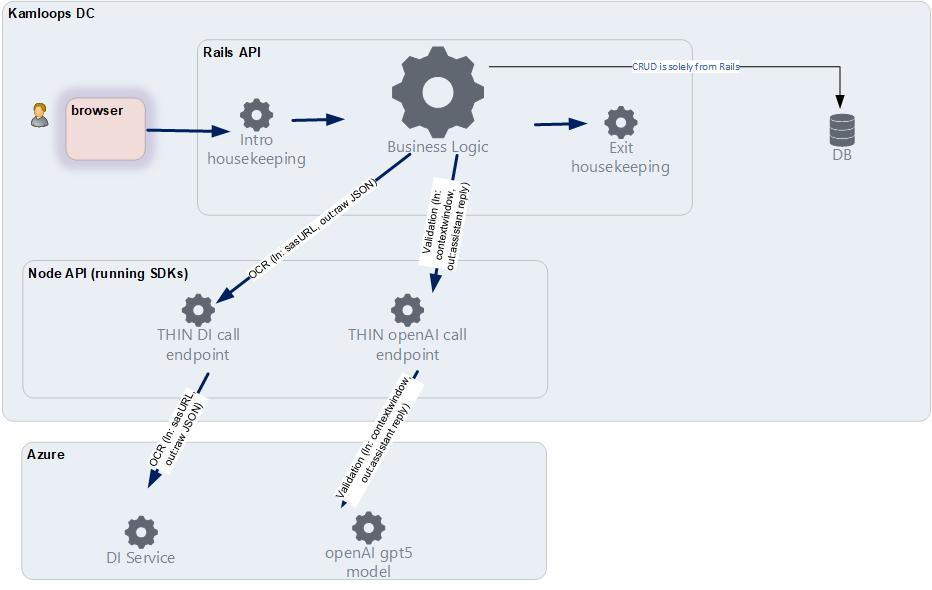 Kamloops DC
Rails API
browser
CRUD is solely from Rails
Intro
housekeeping
Business Logic
Exit
housekeeping
DB
OCR (In: sasURL, out:raw JSON)
Validation (In:
contextwindow,
out:assistant reply)
Node API (running SDKs)
THIN DI call
endpoint
THIN openAI call
endpoint
OCR (In: sasURL,
out:raw JSON)
Validation (In: contextwindow,
out:assistant reply)
Azure
DI Service
openAI gpt5
model